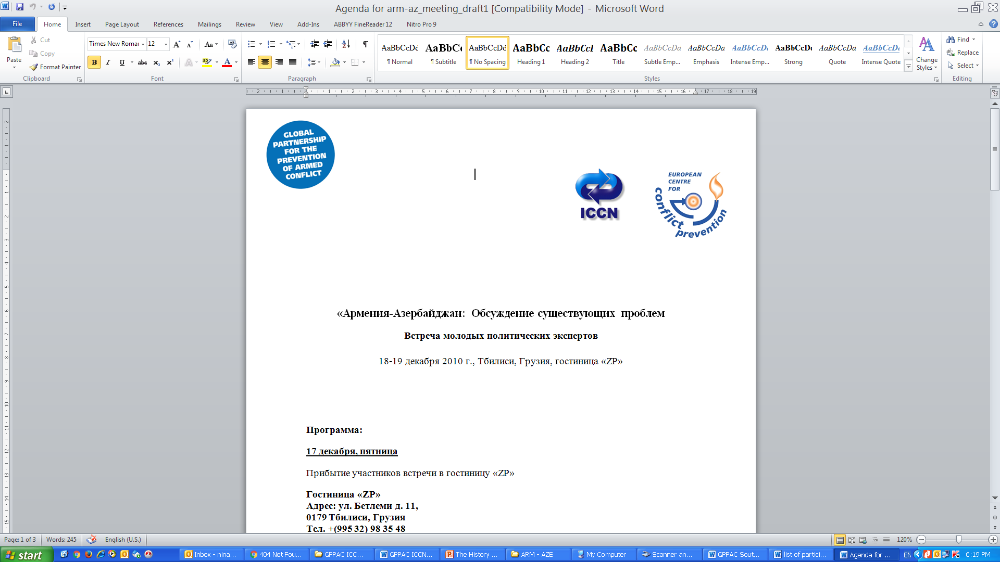 Agenda for arm-az_meeting_draft1 [Compatibility Mode] - Microsoft Word
File Home Insert Page Layout References Mailings Review View Add-Ins ABBYY FineReader 12 Nitro Pro 9
Paste
Cut
Copy
Format Painter
Clipboard
Times New Roma 12
Font
Paragraph
AaBbCcDd AaBbCc AaBbCcDd AaBbCc AaBbCcI AaBbCc AaBbCcDa AaBbCcDa AaBbCcDa AaBbCcDc AaBbCcDa AaBbCcDa
¶ Normal ¶ Subtitle ¶ No Spacing Heading 1 Heading 2 Title Subtle Emp... Emphasis Intense Emp... Strong Quote Intense Quote
Styles
Change Styles
Find
Replace
Select
Editing
GLOBAL
PARTNERSHIP
FOR THE
PREVENTION
OF ARMED
CONFLICT
ICCN
EUROPEAN
CENTRE
FOR
conflict
prevention
«Армения-Азербайджан: Обсуждение существующих проблем
Встреча молодых политических экспертов
18-19 декабря 2010 г., Тбилиси, Грузия, гостиница «ZP»
Программа:
17 декабря, пятница
Прибытие участников встречи в гостиницу «ZP»
Гостиница «ZP»
Адрес: ул. Бетлеми д. 11,
0179 Тбилиси, Грузия
Тел. +(995 32) 98 35 48
Page: 1 of 3 Words: 245 English (U.S.) 120%
start Inbox - nina... 404 Not Fou... GPPAC ICC... GPPAC ICCN... The History ... ARM - AZE My Computer Scanner an... GPPAC Sout... list of partici... Agenda for ... EN 6:19 PM